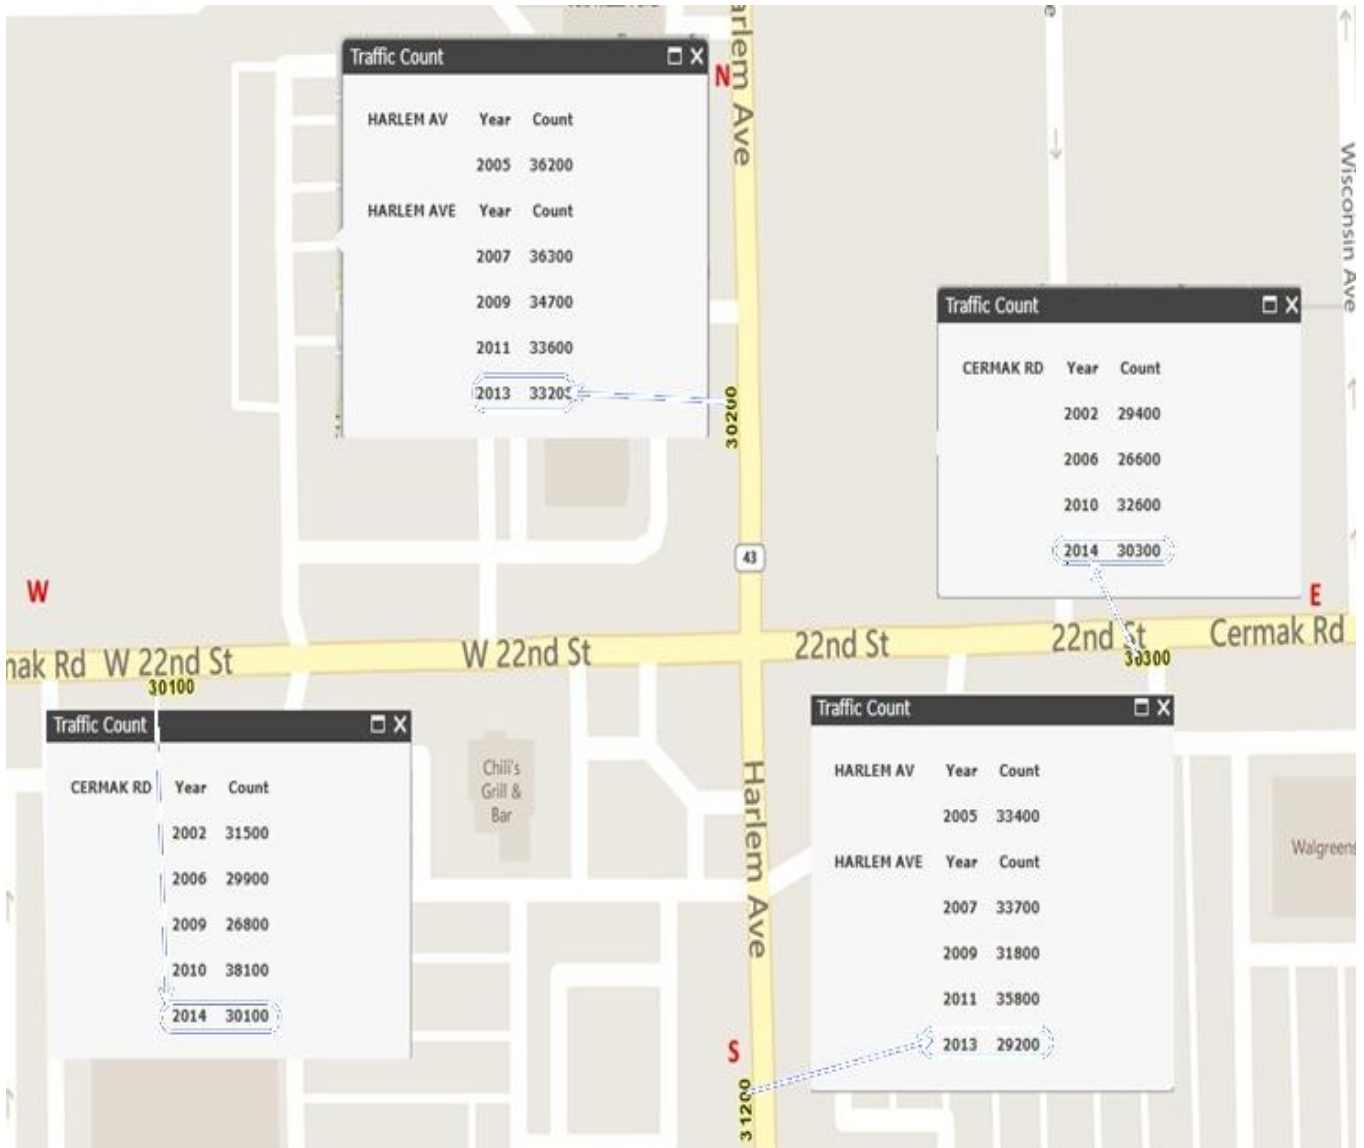 Harlem Ave
N
Traffic Count
HARLEM AV Year Count
2005 36200
HARLEM AVE Year Count
2007 36300
2009 34700
2011 33600
2013
30200
Wisconsin Ave
Traffic Count
CERMAK RD Year Count
2002 29400
2006 26600
2010 32600
2014 30300
43
W
E
W 22nd St
W 22nd St
22nd St
22nd St
Cermak Rd
30100
30300
Traffic Count
CERMAK RD Year Count
2002 31500
2006 29900
2009 26800
2010 38100
2014 30100
Chili's
Grill &
Bar
Harlem Ave
Traffic Count
HARLEM AV Year Count
2005 33400
HARLEM AVE Year Count
2007 33700
2009 31800
2011 35800
2013 29200
Walgreens
S
31200